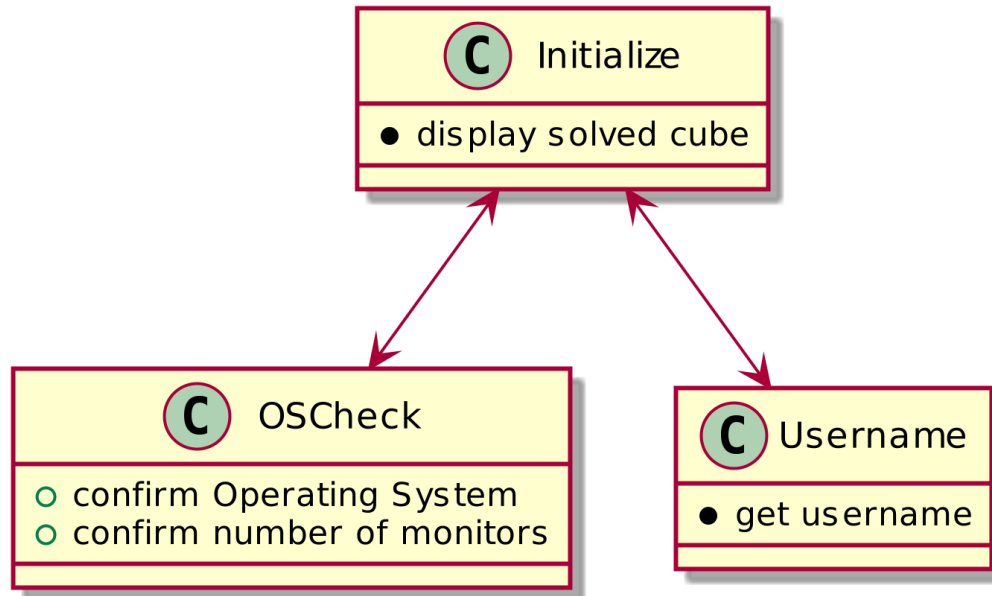 C Initialize
display solved cube
C OSCheck
confirm Operating System
confirm number of monitors
C Username
get username